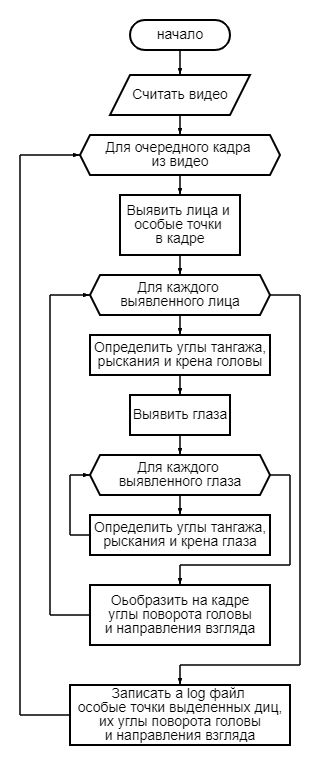 начало
Считать видео
Для очередного кадра
из видео
Выявить лица и
особые точки
в кадре
Для каждого
выявленного лица
Определить углы тангажа,
рыскания и крена головы
Выявить глаза
Для каждого
выявленного глаза
Определить углы тангажа,
рыскания и крена глаза
Оьобразить на кадре
углы поворота головы
и направления взгляда
Записать а log файл
особые точки выделенных диц,
их углы поворота головы
и направления взгляда